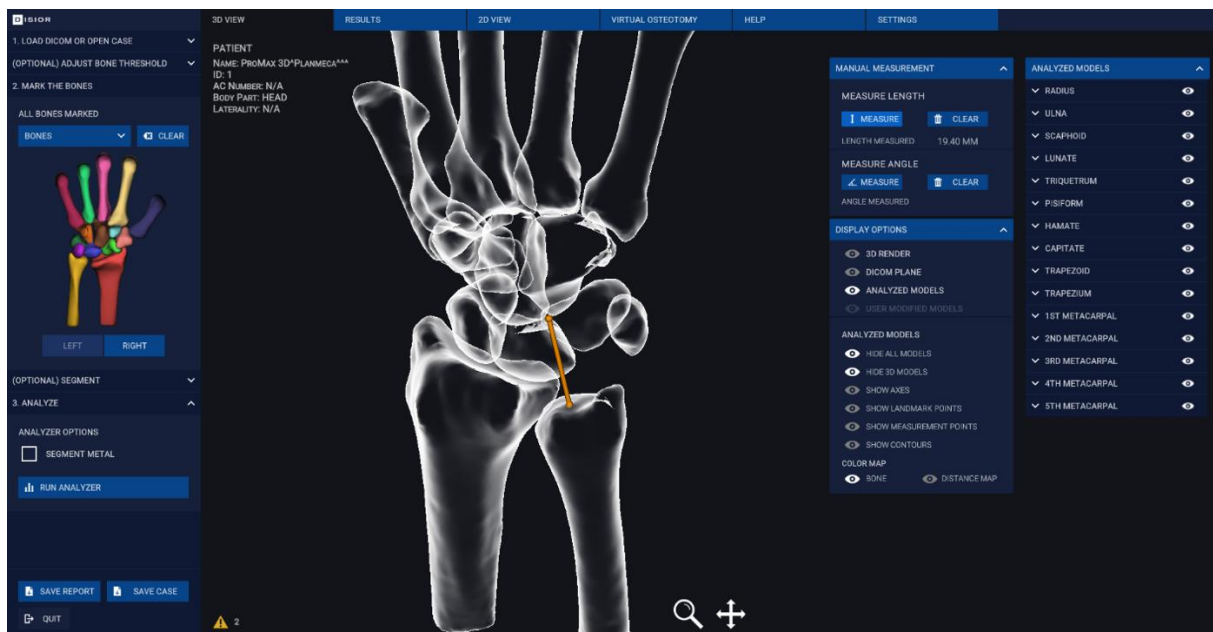 DISIOR
3D VIEW
RESULTS
2D VIEW
VIRTUAL OSTEOTOMY
HELP
SETTINGS
1. LOAD DICOM OR OPEN CASE
(OPTIONAL) ADJUST BONE THRESHOLD
2. MARK THE BONES
ALL BONES MARKED
BONES
CLEAR
LEFT
RIGHT
(OPTIONAL) SEGMENT
3. ANALYZE
ANALYZER OPTIONS
SEGMENT METAL
RUN ANALYZER
SAVE REPORT
SAVE CASE
QUIT
PATIENT
NAME: PROMAX 3D^PLANMECA^^^
ID: 1
AC NUMBER: N/A
BODY PART: HEAD
LATERALITY: N/A
2
MANUAL MEASUREMENT
MEASURE LENGTH
MEASURE
CLEAR
LENGTH MEASURED 19.40 MM
MEASURE ANGLE
MEASURE
CLEAR
ANGLE MEASURED
DISPLAY OPTIONS
3D RENDER
DICOM PLANE
ANALYZED MODELS
USER MODIFIED MODELS
ANALYZED MODELS
HIDE ALL MODELS
HIDE 3D MODELS
SHOW AXES
SHOW LANDMARK POINTS
SHOW MEASUREMENT POINTS
SHOW CONTOURS
COLOR MAP
BONE
DISTANCE MAP
ANALYZED MODELS
RADIUS
ULNA
SCAPHOID
LUNATE
TRIQUETRUM
PISIFORM
HAMATE
CAPITATE
TRAPEZOID
TRAPEZIUM
1ST METACARPAL
2ND METACARPAL
3RD METACARPAL
4TH METACARPAL
5TH METACARPAL